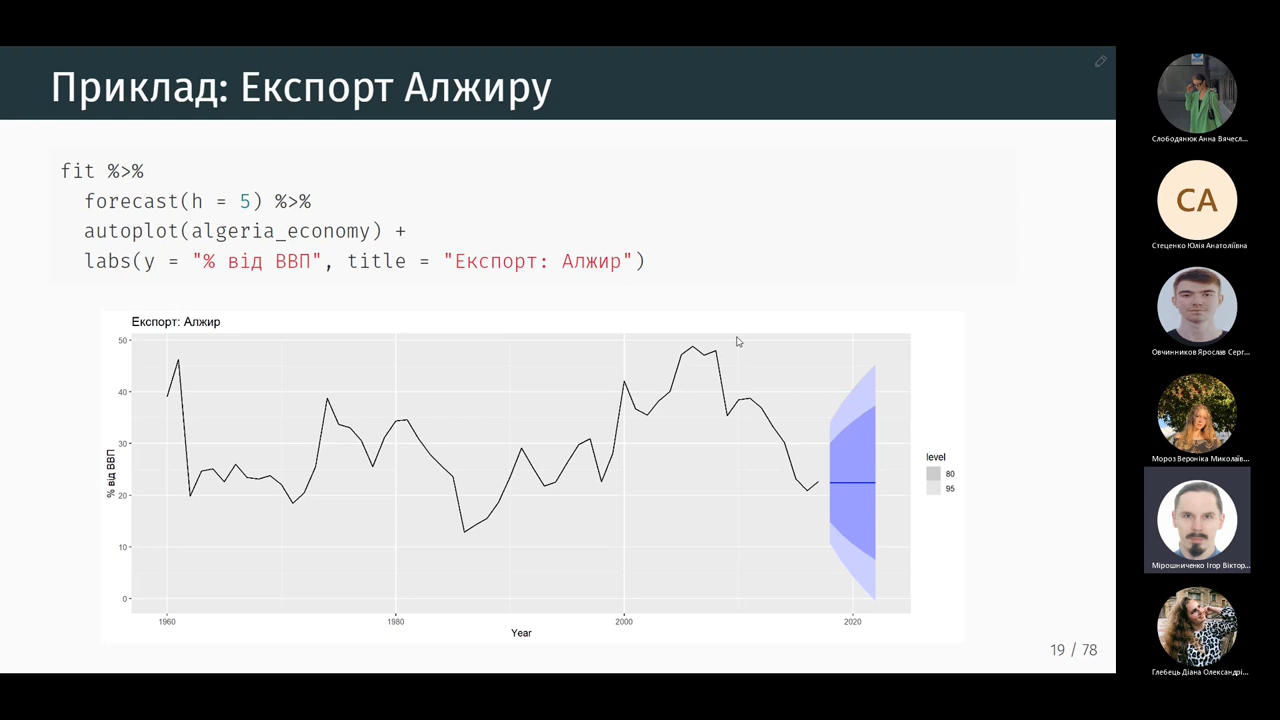 Приклад: Експорт Алжиру
fit %>%
forecast(h = 5) %>%
autoplot(algeria_economy) +
labs(y = "% від ВВП", title = "Експорт: Алжир")
Експорт: Алжир
% від ВВП
50
40
30
20
10
0
1960
1980
2000
2020
Year
level
80
95
19 / 78
Слободянюк Анна Вячесл...
СА
Стеценко Юлія Анатоліївна
Овчинников Ярослав Серг...
Мороз Вероніка Миколаїв...
Мірошниченко Ігор Віктор...
Глебець Діана Олександрі...